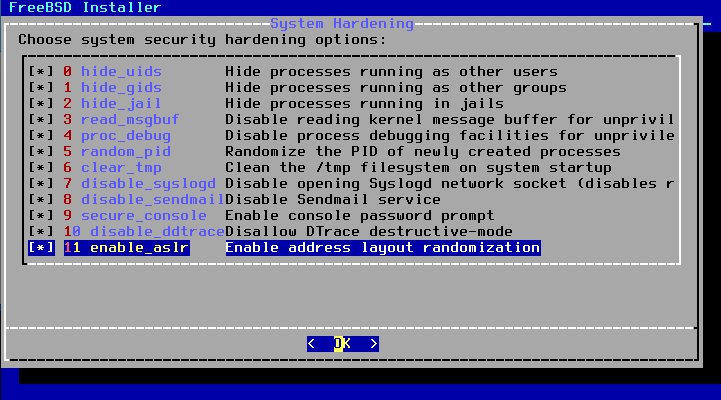 FreeBSD Installer
System Hardening
Choose system security hardening options:
[*] 0 hide_uids Hide processes running as other users
[*] 1 hide_gids Hide processes running as other groups
[*] 2 hide_jail Hide processes running in jails
[*] 3 read_msgbuf Disable reading kernel message buffer for unprivil
[*] 4 proc_debug Disable process debugging facilities for unprivile
[*] 5 random_pid Randomize the PID of newly created processes
[*] 6 clear_tmp Clean the /tmp filesystem on system startup
[*] 7 disable_syslogd Disable opening Syslogd network socket (disables r
[*] 8 disable_sendmail Disable Sendmail service
[*] 9 secure_console Enable console password prompt
[*] 10 disable_ddtrace Disallow DTrace destructive-mode
[*] 11 enable_aslr Enable address layout randomization
< OK >